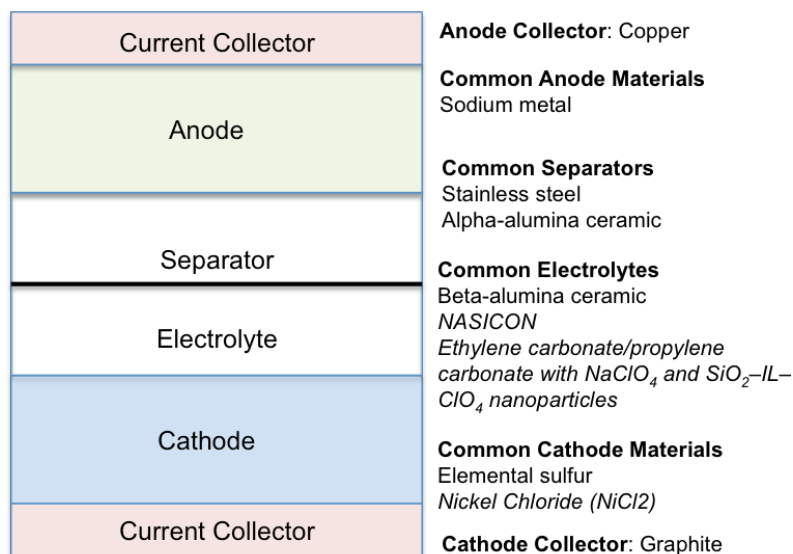 Current Collector
Anode
Separator
Electrolyte
Cathode
Current Collector
Anode Collector: Copper
Common Anode Materials
Sodium metal
Common Separators
Stainless steel
Alpha-alumina ceramic
Common Electrolytes
Beta-alumina ceramic
NASICON
Ethylene carbonate/propylene
carbonate with NaClO₄ and SiO₂–IL–
ClO₄ nanoparticles
Common Cathode Materials
Elemental sulfur
Nickel Chloride (NiCl2)
Cathode Collector: Graphite